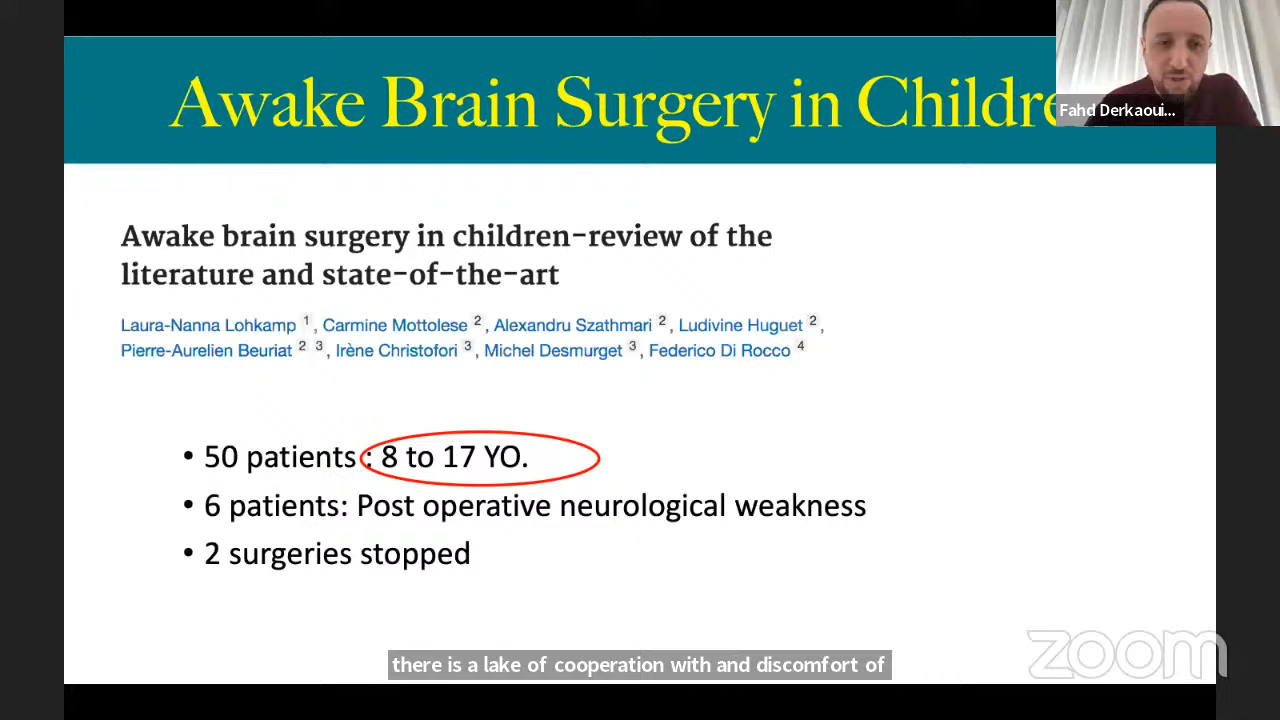 Awake Brain Surgery in Childre
Fahd Derkaoui...
Awake brain surgery in children-review of the
literature and state-of-the-art
Laura-Nanna Lohkamp 1, Carmine Mottolese 2, Alexandru Szathmari 2, Ludivine Huguet 2,
Pierre-Aurelien Beuriat 2 3, Irène Christofori 3, Michel Desmurget 3, Federico Di Rocco 4
• 50 patients : 8 to 17 YO.
• 6 patients: Post operative neurological weakness
• 2 surgeries stopped
there is a lake of cooperation with and discomfort of
zoom